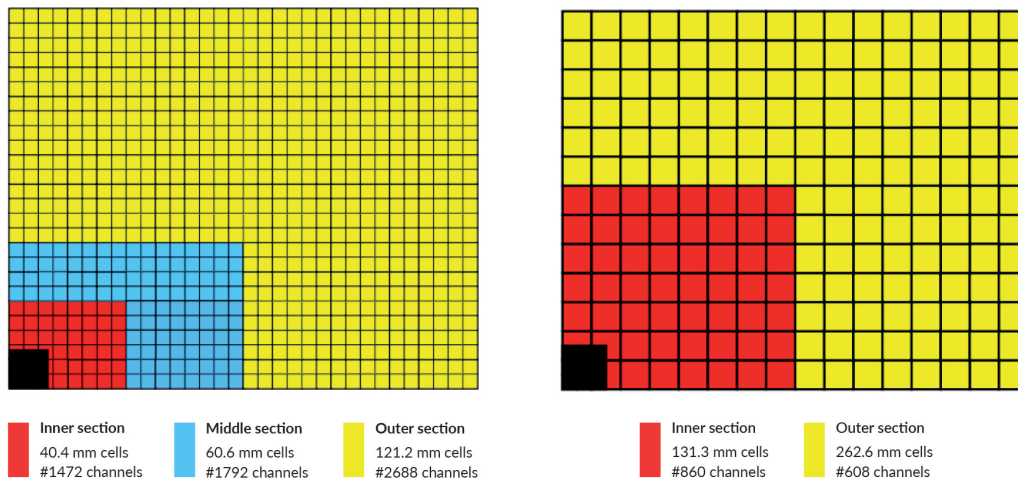 Inner section
40.4 mm cells
#1472 channels
Middle section
60.6 mm cells
#1792 channels
Outer section
121.2 mm cells
#2688 channels
Inner section
131.3 mm cells
#860 channels
Outer section
262.6 mm cells
#608 channels